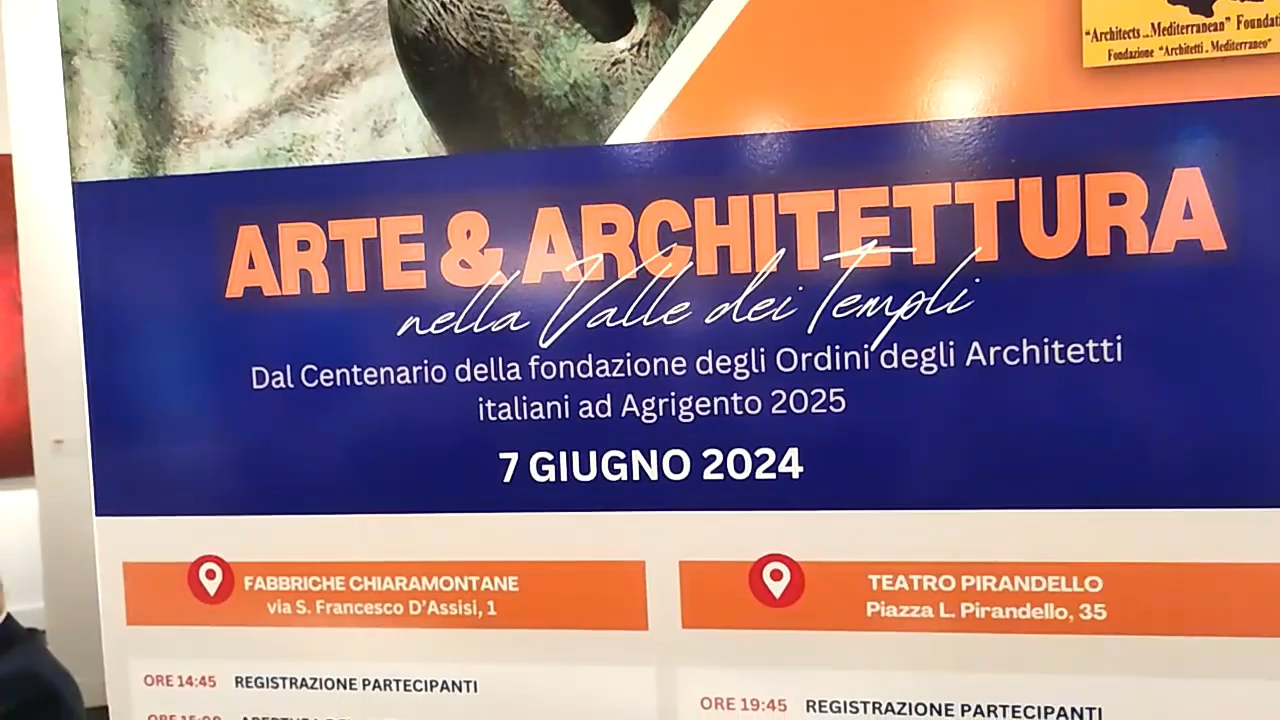 "Architects ... Mediterranean"
Fondazione "Architetti .. Mediterraneo"
ARTE & ARCHITETTURA
nella Valle dei Templi
Dal Centenario della fondazione degli Ordini degli Architetti
italiani ad Agrigento 2025
7 GIUGNO 2024
FABBRICHE CHIARAMONTANE
via S. Francesco D'Assisi, 1
TEATRO PIRANDELLO
Piazza L. Pirandello, 35
ORE 14:45 REGISTRAZIONE PARTECIPANTI
ORE 19:45 REGISTRAZIONE PARTECIPANTI